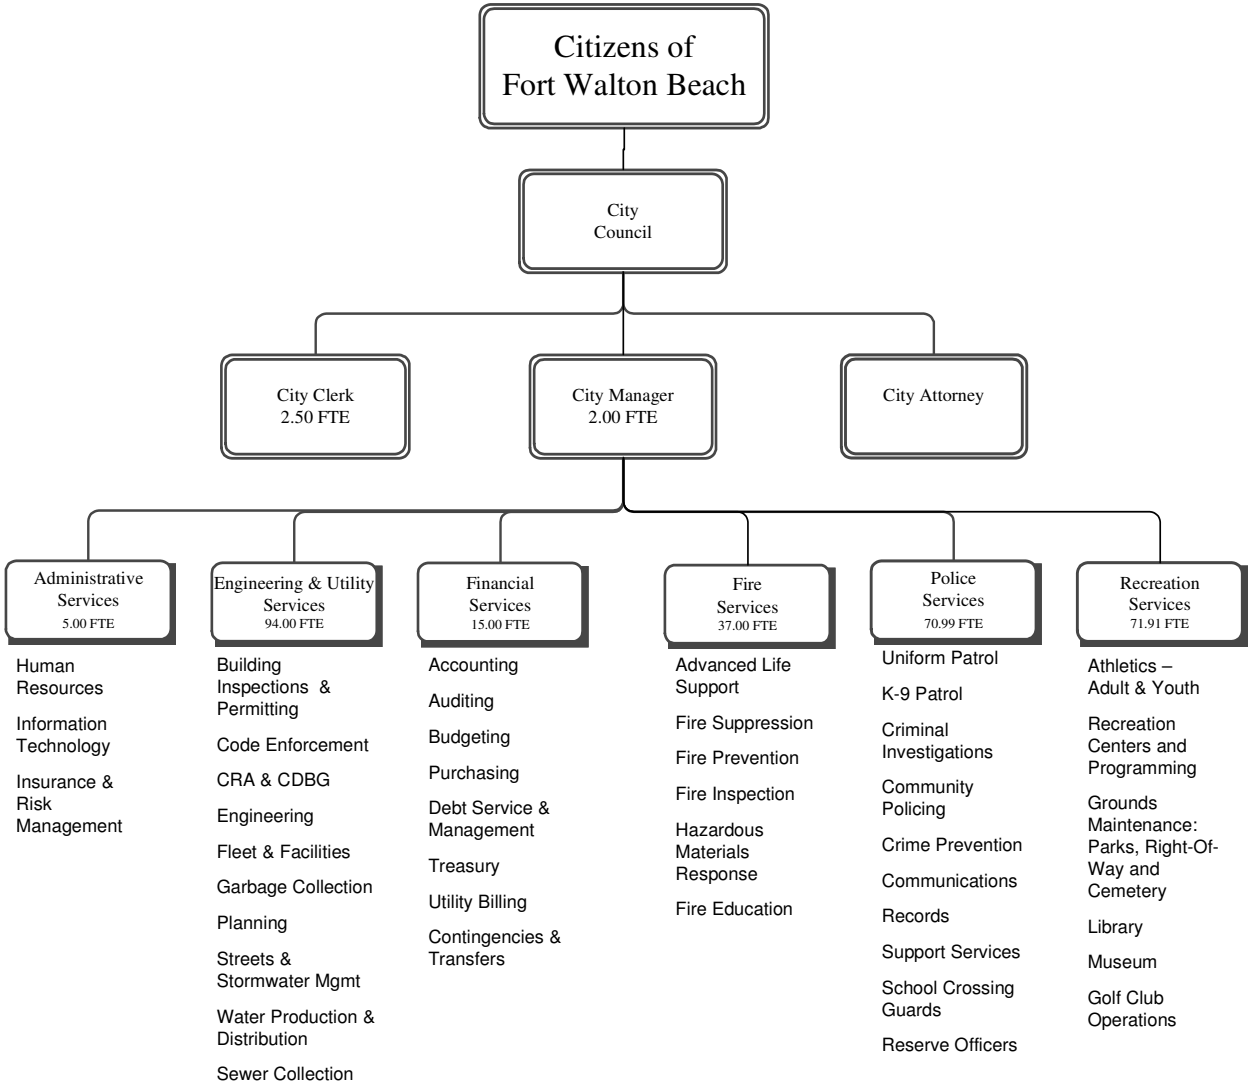 Citizens of
Fort Walton Beach
City
Council
City Clerk
2.50 FTE
City Manager
2.00 FTE
City Attorney
Administrative
Services
5.00 FTE
Human
Resources
Information
Technology
Insurance &
Risk
Management
Engineering & Utility
Services
94.00 FTE
Building
Inspections &
Permitting
Code Enforcement
CRA & CDBG
Engineering
Fleet & Facilities
Garbage Collection
Planning
Streets &
Stormwater Mgmt
Water Production &
Distribution
Sewer Collection
Financial
Services
15.00 FTE
Accounting
Auditing
Budgeting
Purchasing
Debt Service &
Management
Treasury
Utility Billing
Contingencies &
Transfers
Fire
Services
37.00 FTE
Advanced Life
Support
Fire Suppression
Fire Prevention
Fire Inspection
Hazardous
Materials
Response
Fire Education
Police
Services
70.99 FTE
Uniform Patrol
K-9 Patrol
Criminal
Investigations
Community
Policing
Crime Prevention
Communications
Records
Support Services
School Crossing
Guards
Reserve Officers
Recreation
Services
71.91 FTE
Athletics –
Adult & Youth
Recreation
Centers and
Programming
Grounds
Maintenance:
Parks, Right-Of-
Way and
Cemetery
Library
Museum
Golf Club
Operations